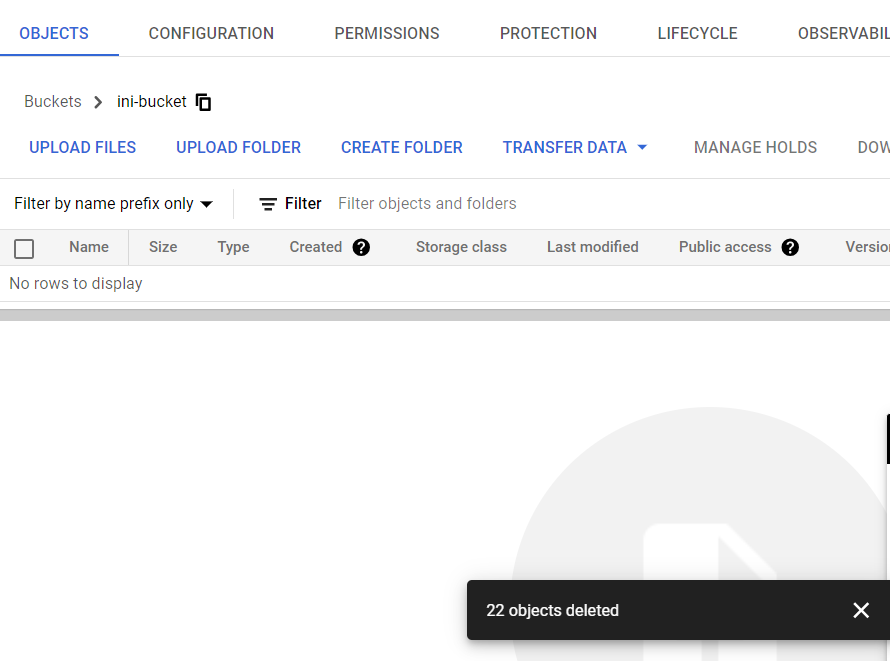 OBJECTS CONFIGURATION PERMISSIONS PROTECTION LIFECYCLE OBSERVABIL
Buckets ini-bucket
UPLOAD FILES UPLOAD FOLDER CREATE FOLDER TRANSFER DATA MANAGE HOLDS DOW
Filter by name prefix only Filter Filter objects and folders
Name Size Type Created ? Storage class Last modified Public access ? Version
No rows to display
22 objects deleted